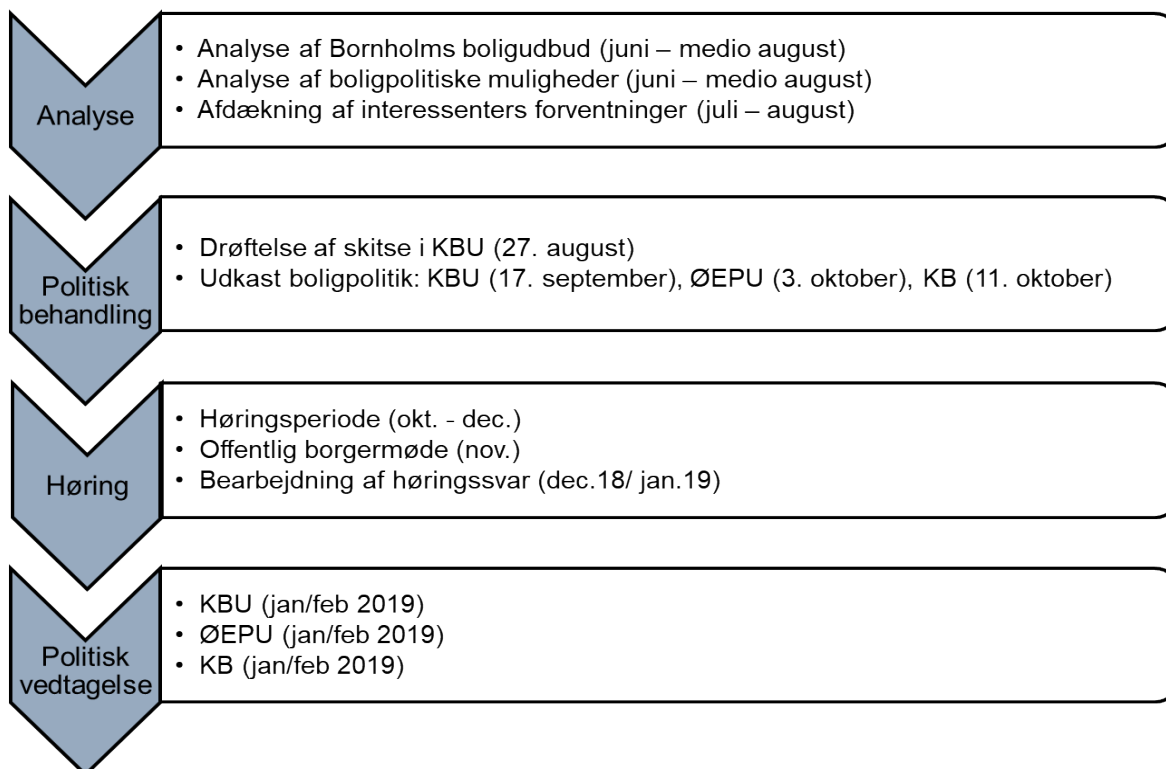 Analyse
• Analyse af Bornholms boligudbud (juni – medio august)
• Analyse af boligpolitiske muligheder (juni – medio august)
• Afdækning af interessenters forventninger (juli – august)
Politisk
behandling
• Drøftelse af skitse i KBU (27. august)
• Udkast boligpolitik: KBU (17. september), ØEPU (3. oktober), KB (11. oktober)
Høring
• Høringsperiode (okt. - dec.)
• Offentlig borgermøde (nov.)
• Bearbejdning af høringssvar (dec.18/ jan.19)
Politisk
vedtagelse
• KBU (jan/feb 2019)
• ØEPU (jan/feb 2019)
• KB (jan/feb 2019)